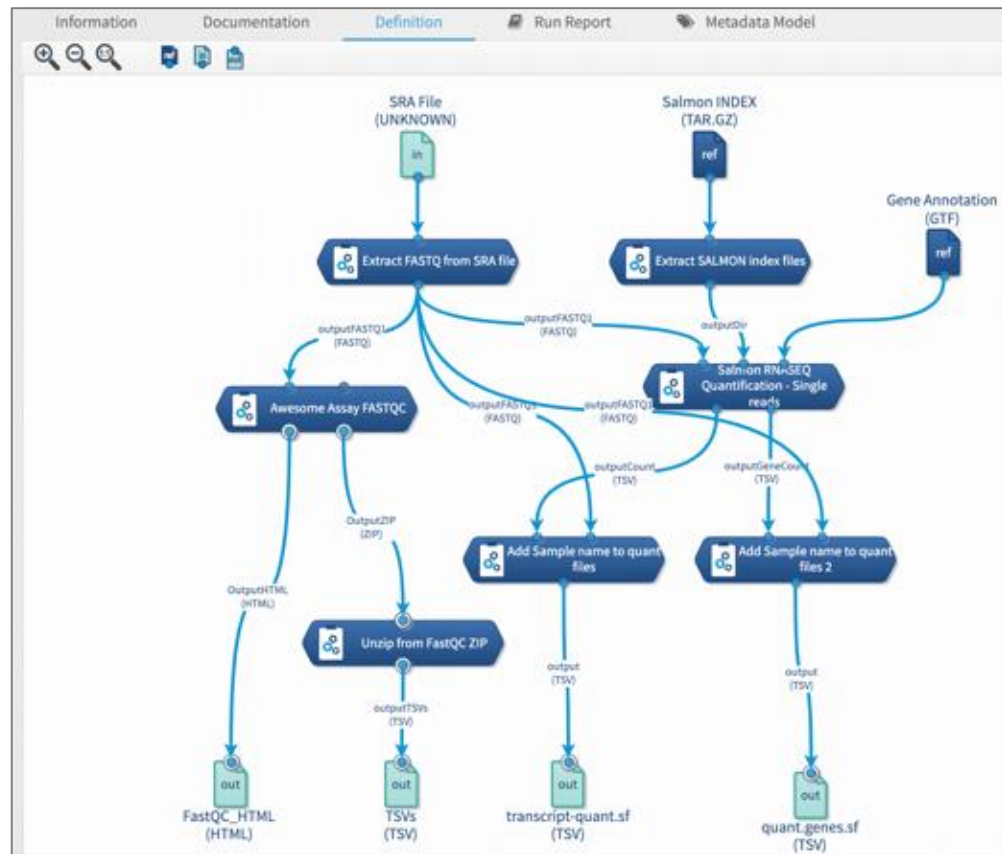 Information Documentation Definition Run Report Metadata Model
SRA File
(UNKNOWN)
in
Salmon INDEX
(TAR.GZ)
ref
Gene Annotation
(GTF)
ref
Extract FASTQ from SRA file
Extract SALMON index files
outputFASTQ1
(FASTQ)
outputFASTQ1
(FASTQ)
outputDir
Salmon RNASEQ
Quantification - Single
reads
Awesome Assay FASTQC
outputFASTQ1
(FASTQ)
outputFASTQ1
(FASTQ)
outputCount
(TSV)
outputGeneCount
(TSV)
OutputZIP
(ZIP)
Add Sample name to quant
files
Add Sample name to quant
files 2
OutputHTML
(HTML)
Unzip from FastQC ZIP
output
(TSV)
output
(TSV)
outputTSVs
(TSV)
out
FastQC_HTML
(HTML)
out
TSVs
(TSV)
out
transcript-quant.sf
(TSV)
out
quant.genes.sf
(TSV)